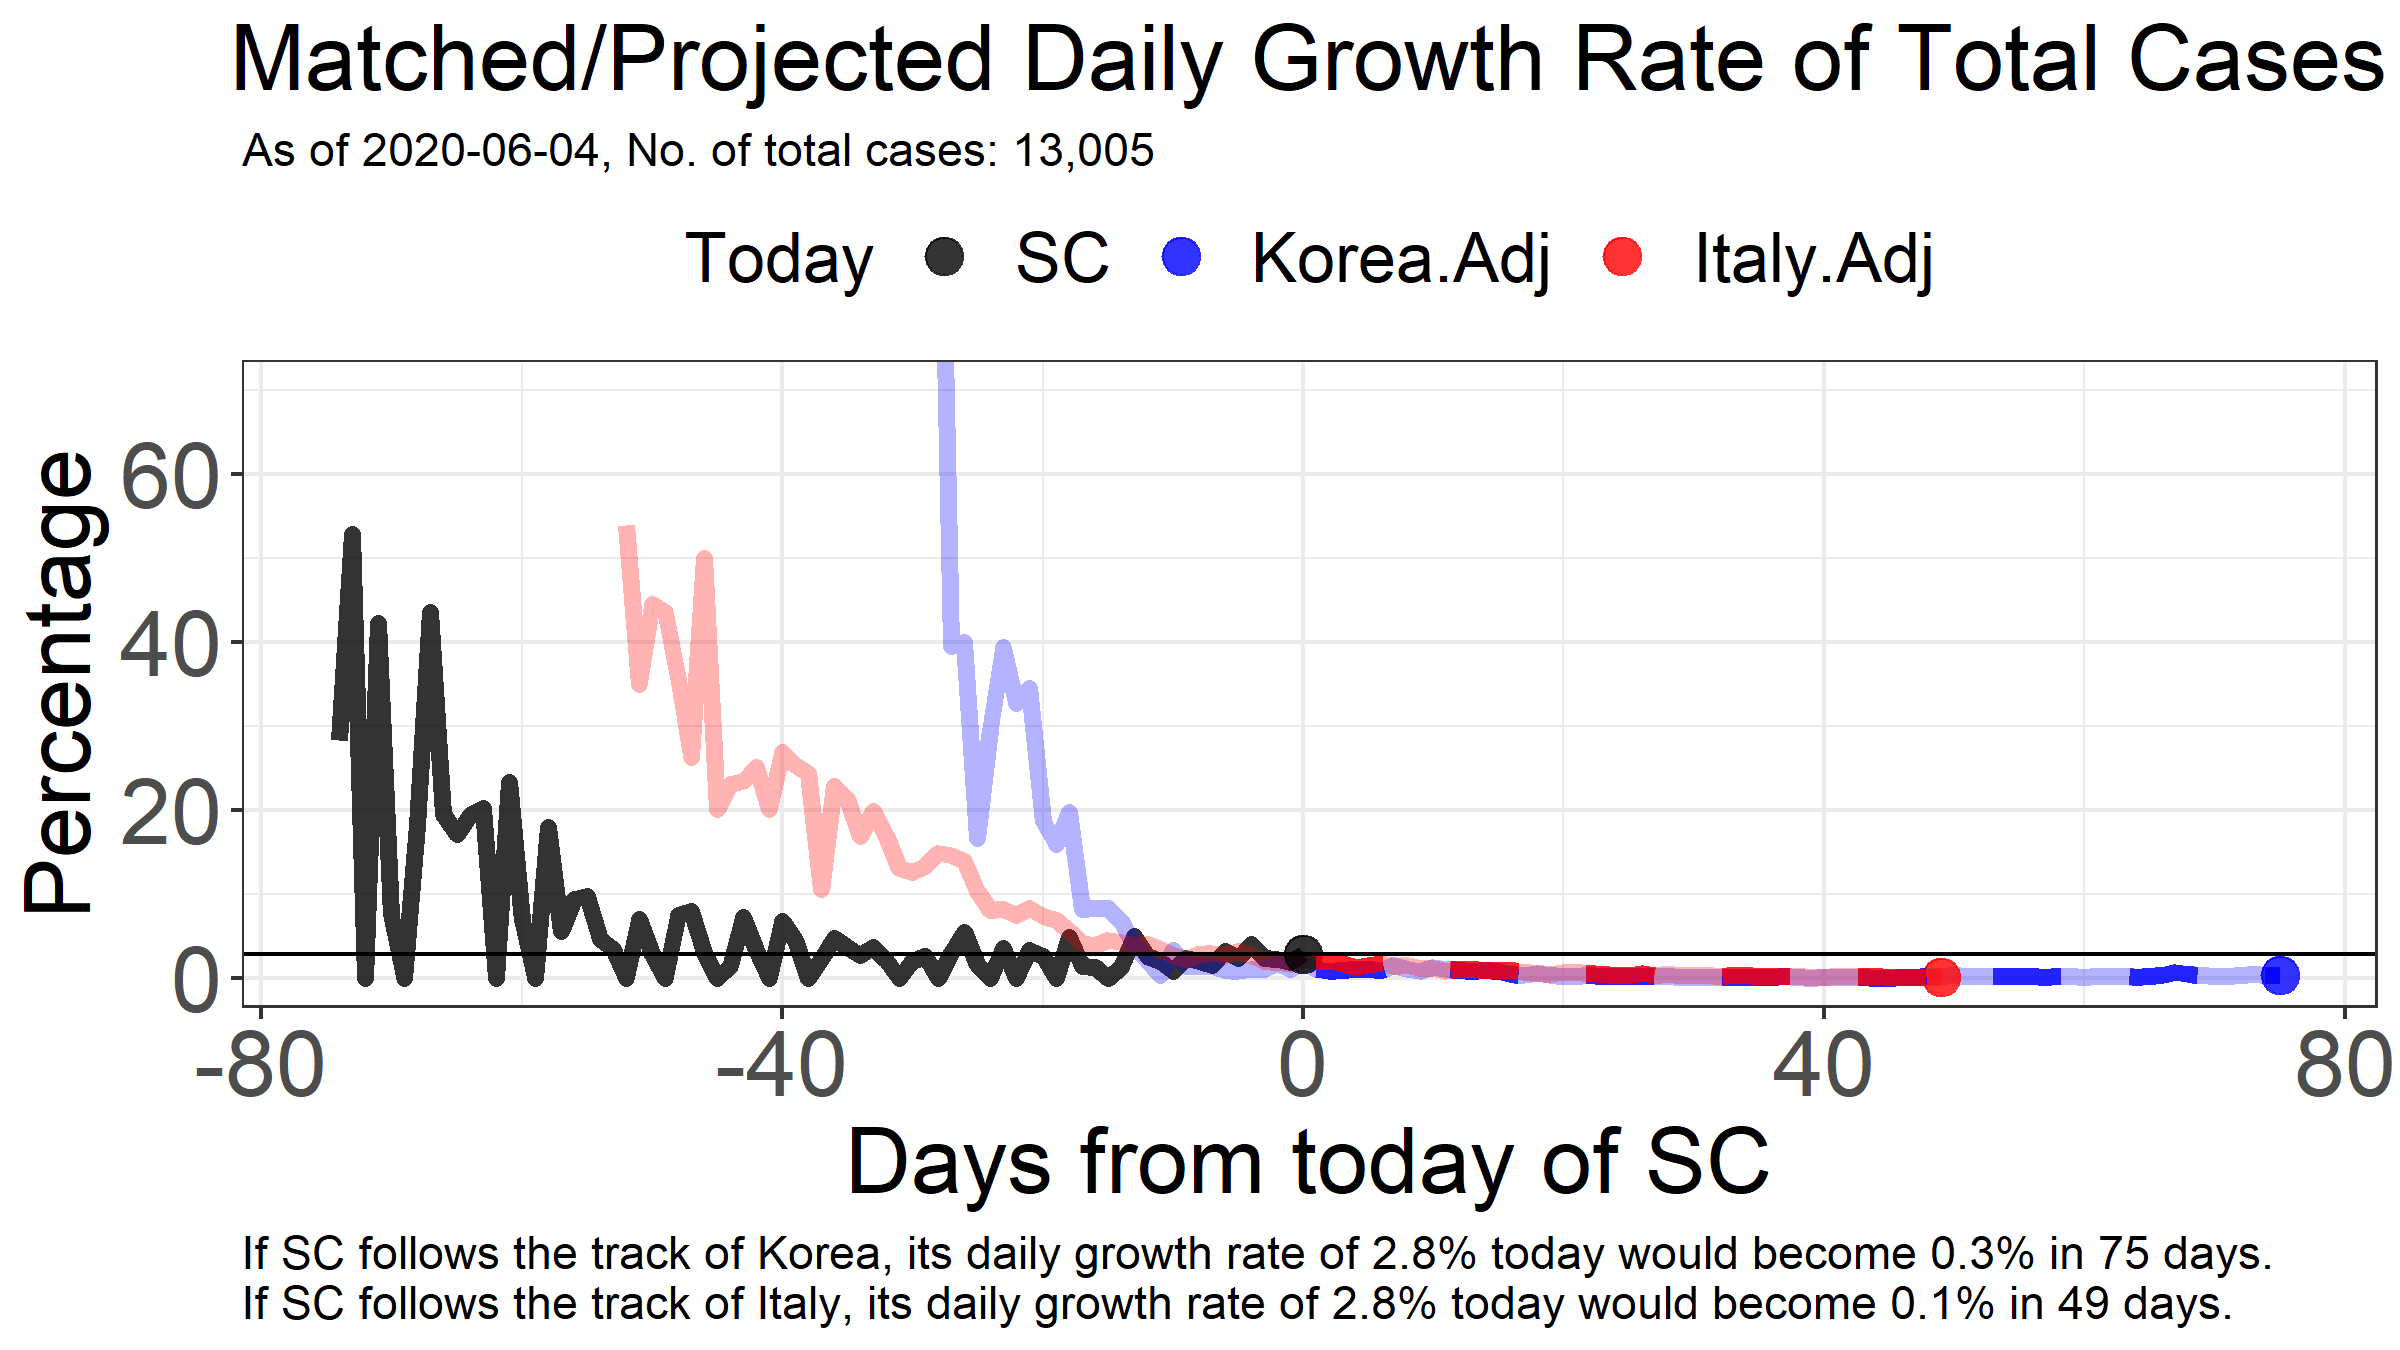 Matched/Projected Daily Growth Rate of Total Cases
As of 2020-06-04, No. of total cases: 13,005
Today SC Korea.Adj Italy.Adj
Percentage
60
40
20
0
-80 -40 0 40 80
Days from today of SC
If SC follows the track of Korea, its daily growth rate of 2.8% today would become 0.3% in 75 days.
If SC follows the track of Italy, its daily growth rate of 2.8% today would become 0.1% in 49 days.